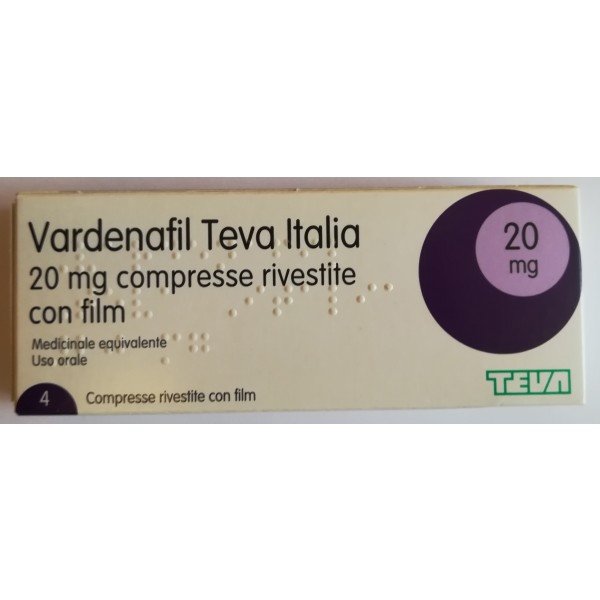 Vardenafil Teva Italia
20 mg compresse rivestite
con film
Medicinale equivalente
Uso orale
4
Compresse rivestite con film
20
mg
TEVA